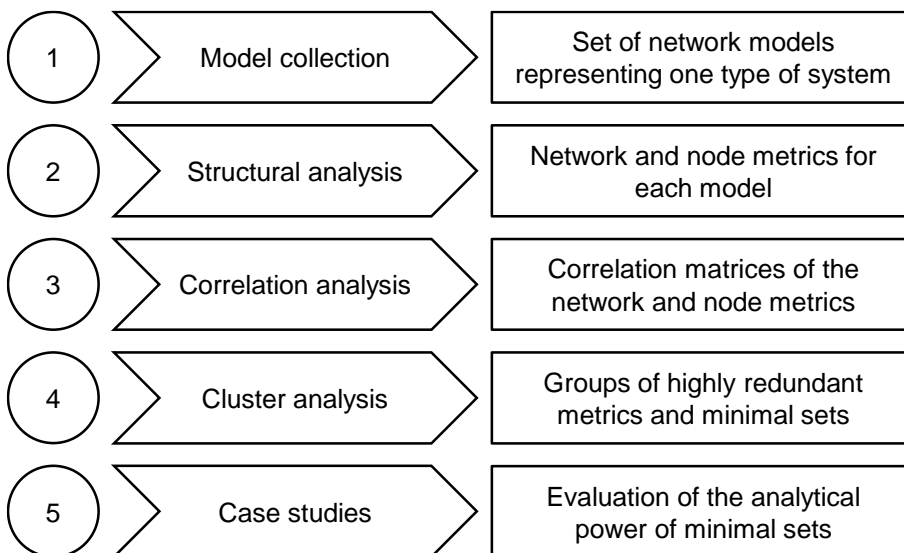 1
Model collection
Set of network models
representing one type of system
2
Structural analysis
Network and node metrics for
each model
3
Correlation analysis
Correlation matrices of the
network and node metrics
4
Cluster analysis
Groups of highly redundant
metrics and minimal sets
5
Case studies
Evaluation of the analytical
power of minimal sets